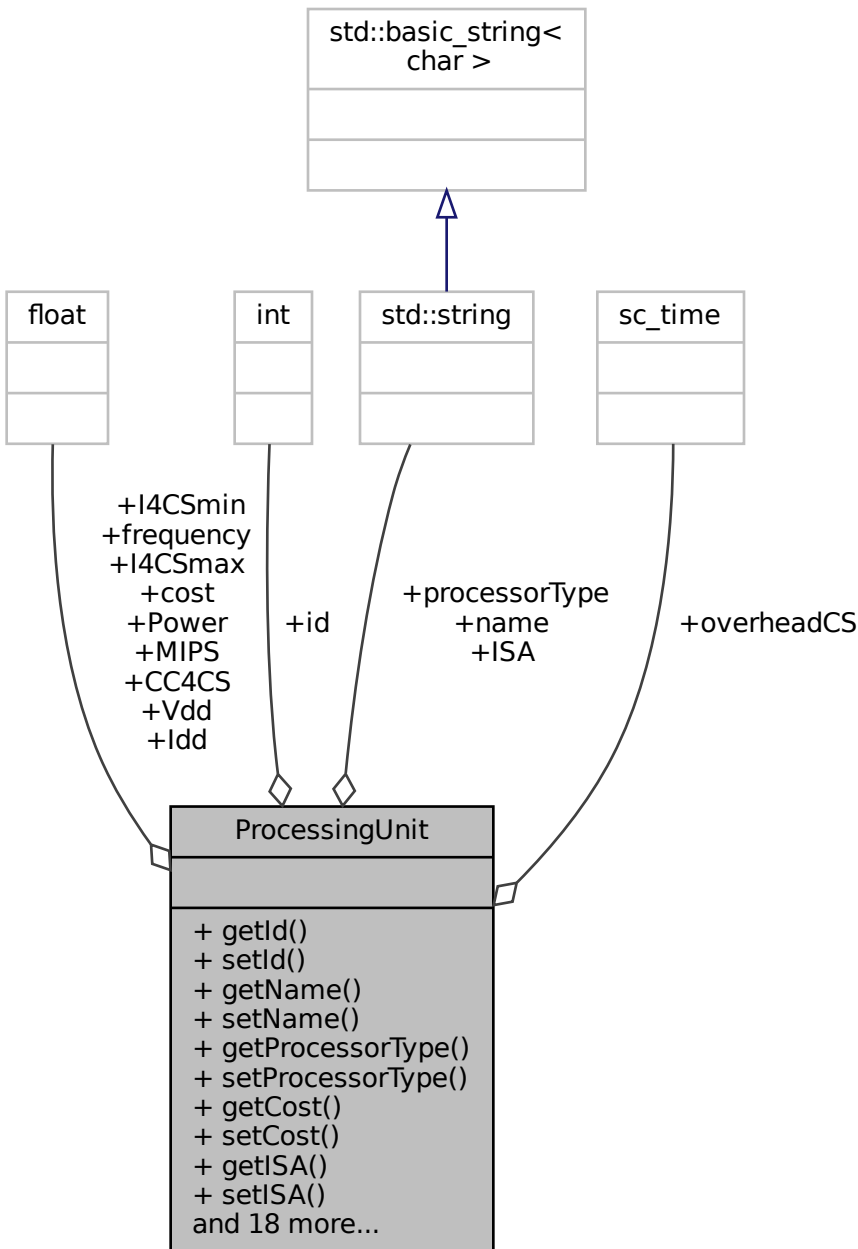 std::basic_string<
char >
float
int
std::string
sc_time
+I4CSmin
+frequency
+I4CSmax
+cost
+Power
+MIPS
+CC4CS
+Vdd
+Idd
+id
+processorType
+name
+ISA
+overheadCS
ProcessingUnit
+ getId()
+ setId()
+ getName()
+ setName()
+ getProcessorType()
+ setProcessorType()
+ getCost()
+ setCost()
+ getISA()
+ setISA()
and 18 more...